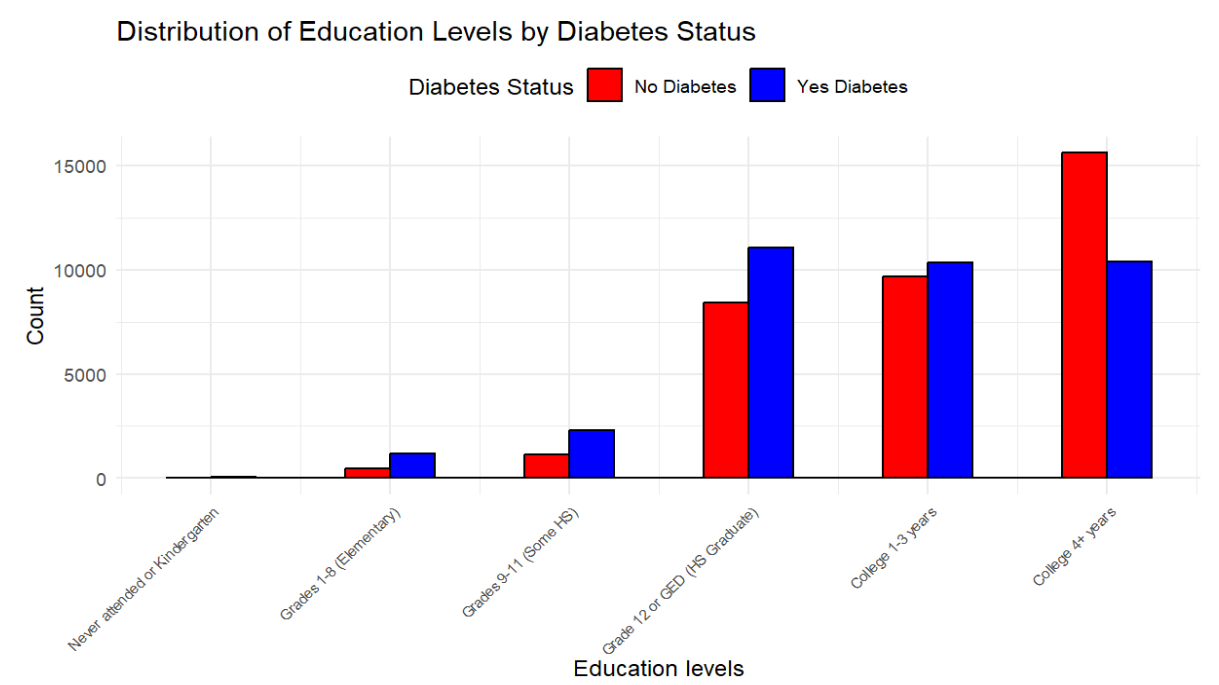 Distribution of Education Levels by Diabetes Status
Diabetes Status No Diabetes Yes Diabetes
15000
10000
5000
0
Count
Never attended or Kindergarten
Grades 1-8 (Elementary)
Grades 9-11 (Some HS)
Grade 12 or GED (HS Graduate)
College 1-3 years
College 4+ years
Education levels